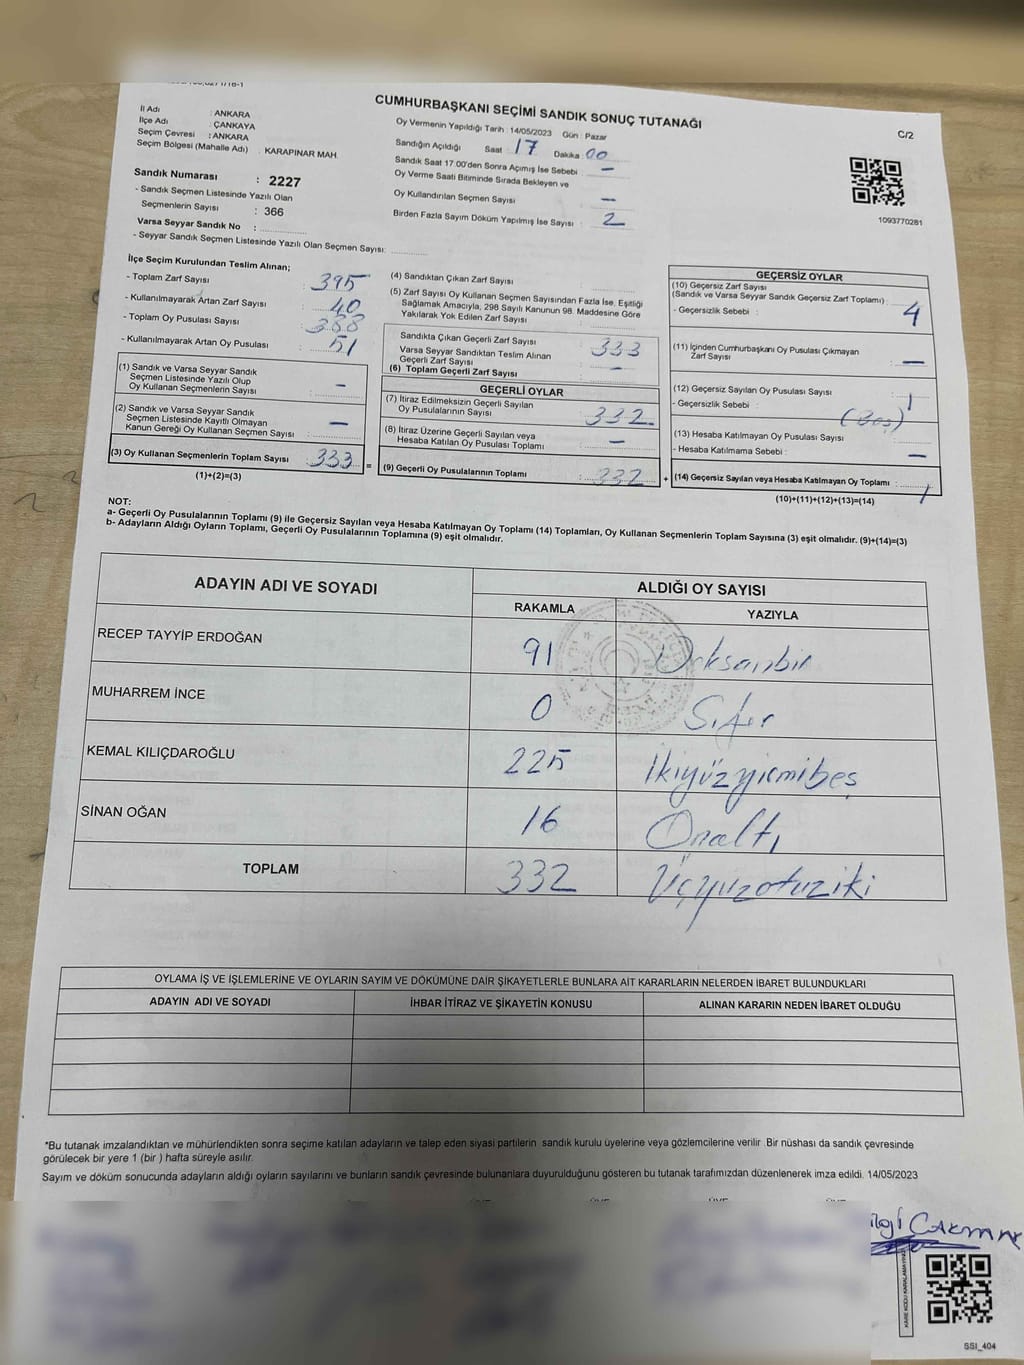 CUMHURBAŞKANI SEÇİMİ SANDIK SONUÇ TUTANAĞI
C/2
İl Adı : ANKARA
İlçe Adı : ÇANKAYA
Seçim Çevresi : ANKARA
Seçim Bölgesi (Mahalle Adı) : KARAPINAR MAH.
Sandık Numarası : 2227
- Sandık Seçmen Listesinde Yazılı Olan
Seçmenlerin Sayısı : 366
Varsa Seyyar Sandık No :
- Seyyar Sandık Seçmen Listesinde Yazılı Olan Seçmen Sayısı:
Oy Vermenin Yapıldığı Tarih : 14/05/2023 Gün : Pazar
Sandığın Açıldığı Saat : 17 Dakika : 00
Sandık Saat 17:00'den Sonra Açımış İse Sebebi : —
Oy Verme Saati Bitiminde Sırada Bekleyen ve
Oy Kullandırılan Seçmen Sayısı : —
Birden Fazla Sayım Döküm Yapılmış İse Sayısı : 2
1093770281
İlçe Seçim Kurulundan Teslim Alınan;
- Toplam Zarf Sayısı : 395
- Kullanılmayarak Artan Zarf Sayısı : 40
- Toplam Oy Pusulası Sayısı : 388
- Kullanılmayarak Artan Oy Pusulası : 51
(1) Sandık ve Varsa Seyyar Sandık
Seçmen Listesinde Yazılı Olup
Oy Kullanan Seçmenlerin Sayısı : –
(2) Sandık ve Varsa Seyyar Sandık
Seçmen Listesinde Kayıtlı Olmayan
Kanun Gereği Oy Kullanan Seçmen Sayısı : —
(3) Oy Kullanan Seçmenlerin Toplam Sayısı : 333 =
(1)+(2)=(3)
(4) Sandıktan Çıkan Zarf Sayısı :
(5) Zarf Sayısı Oy Kullanan Seçmen Sayısından Fazla İse, Eşitliği
Sağlamak Amacıyla, 298 Sayılı Kanunun 98. Maddesine Göre
Yakılarak Yok Edilen Zarf Sayısı :
Sandıkta Çıkan Geçerli Zarf Sayısı : 333
Varsa Seyyar Sandıktan Teslim Alınan
Geçerli Zarf Sayısı : —
(6) Toplam Geçerli Zarf Sayısı :
GEÇERLİ OYLAR
(7) İtiraz Edilmeksizin Geçerli Sayılan
Oy Pusulalarının Sayısı : 332
(8) İtiraz Üzerine Geçerli Sayılan veya
Hesaba Katılan Oy Pusulası Toplamı : —
(9) Geçerli Oy Pusulalarının Toplamı : 332 +
GEÇERSİZ OYLAR
(10) Geçersiz Zarf Sayısı
(Sandık ve Varsa Seyyar Sandık Geçersiz Zarf Toplamı) : 4
- Geçersizlik Sebebi :
(11) İçinden Cumhurbaşkanı Oy Pusulası Çıkmayan
Zarf Sayısı : —
(12) Geçersiz Sayılan Oy Pusulası Sayısı : 1
- Geçersizlik Sebebi : (Boş)
(13) Hesaba Katılmayan Oy Pusulası Sayısı :
- Hesaba Katılmama Sebebi : —
(14) Geçersiz Sayılan veya Hesaba Katılmayan Oy Toplamı : 1
(10)+(11)+(12)+(13)=(14)
NOT:
a- Geçerli Oy Pusulalarının Toplamı (9) ile Geçersiz Sayılan veya Hesaba Katılmayan Oy Toplamı (14) Toplamları, Oy Kullanan Seçmenlerin Toplam Sayısına (3) eşit olmalıdır. (9)+(14)=(3)
b- Adayların Aldığı Oyların Toplamı, Geçerli Oy Pusulalarının Toplamına (9) eşit olmalıdır.
ADAYIN ADI VE SOYADI
ALDIĞI OY SAYISI
RAKAMLA YAZIYLA
RECEP TAYYİP ERDOĞAN 91 Doksanbir
MUHARREM İNCE 0 Sıfır
KEMAL KILIÇDAROĞLU 225 İkiyüzyirmibeş
SİNAN OĞAN 16 Onaltı
TOPLAM 332 Üçyüzotuziki
OYLAMA İŞ VE İŞLEMLERİNE VE OYLARIN SAYIM VE DÖKÜMÜNE DAİR ŞİKAYETLERLE BUNLARA AİT KARARLARIN NELERDEN İBARET BULUNDUKLARI
ADAYIN ADI VE SOYADI İHBAR İTİRAZ VE ŞİKAYETİN KONUSU ALINAN KARARIN NEDEN İBARET OLDUĞU
*Bu tutanak imzalandıktan ve mühürlendikten sonra seçime katılan adayların ve talep eden siyasi partilerin sandık kurulu üyelerine veya gözlemcilerine verilir .Bir nüshası da sandık çevresinde
görülecek bir yere 1 (bir ) hafta süreyle asılır.
Sayım ve döküm sonucunda adayların aldığı oyların sayılarını ve bunların sandık çevresinde bulunanlara duyurulduğunu gösteren bu tutanak tarafımızdan düzenlenerek imza edildi. 14/05/2023
KARE KODU KARALAMAYINIZ
SSI_404